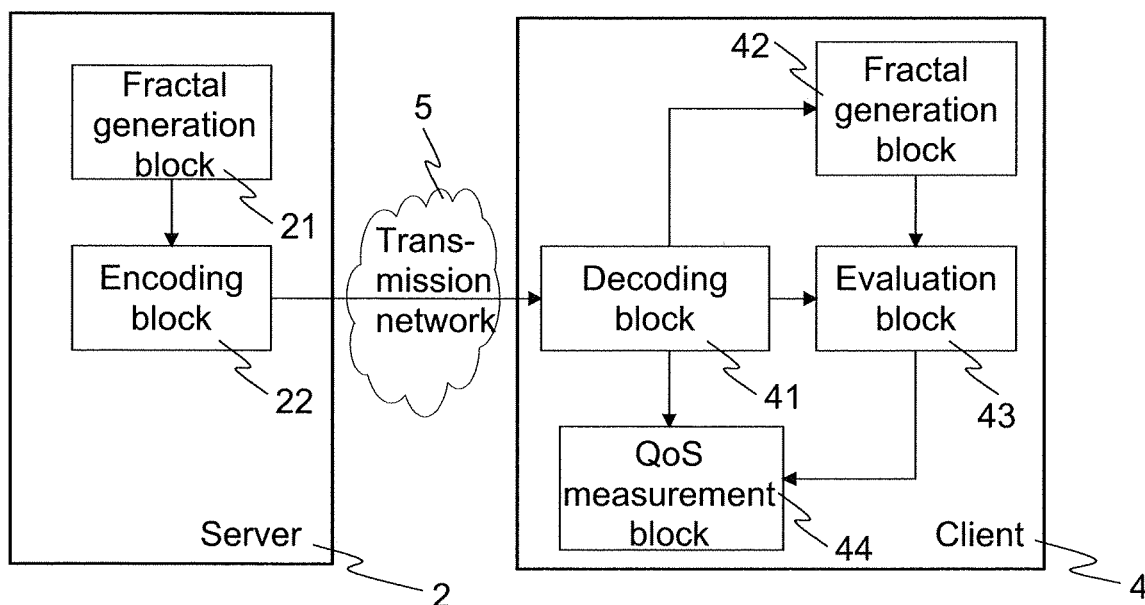 Fractal
generation
block
21
Encoding
block
22
Server
2
5
Trans-
mission
network
42
Fractal
generation
block
Decoding
block
41
Evaluation
block
43
QoS
measurement
block
44
Client
4